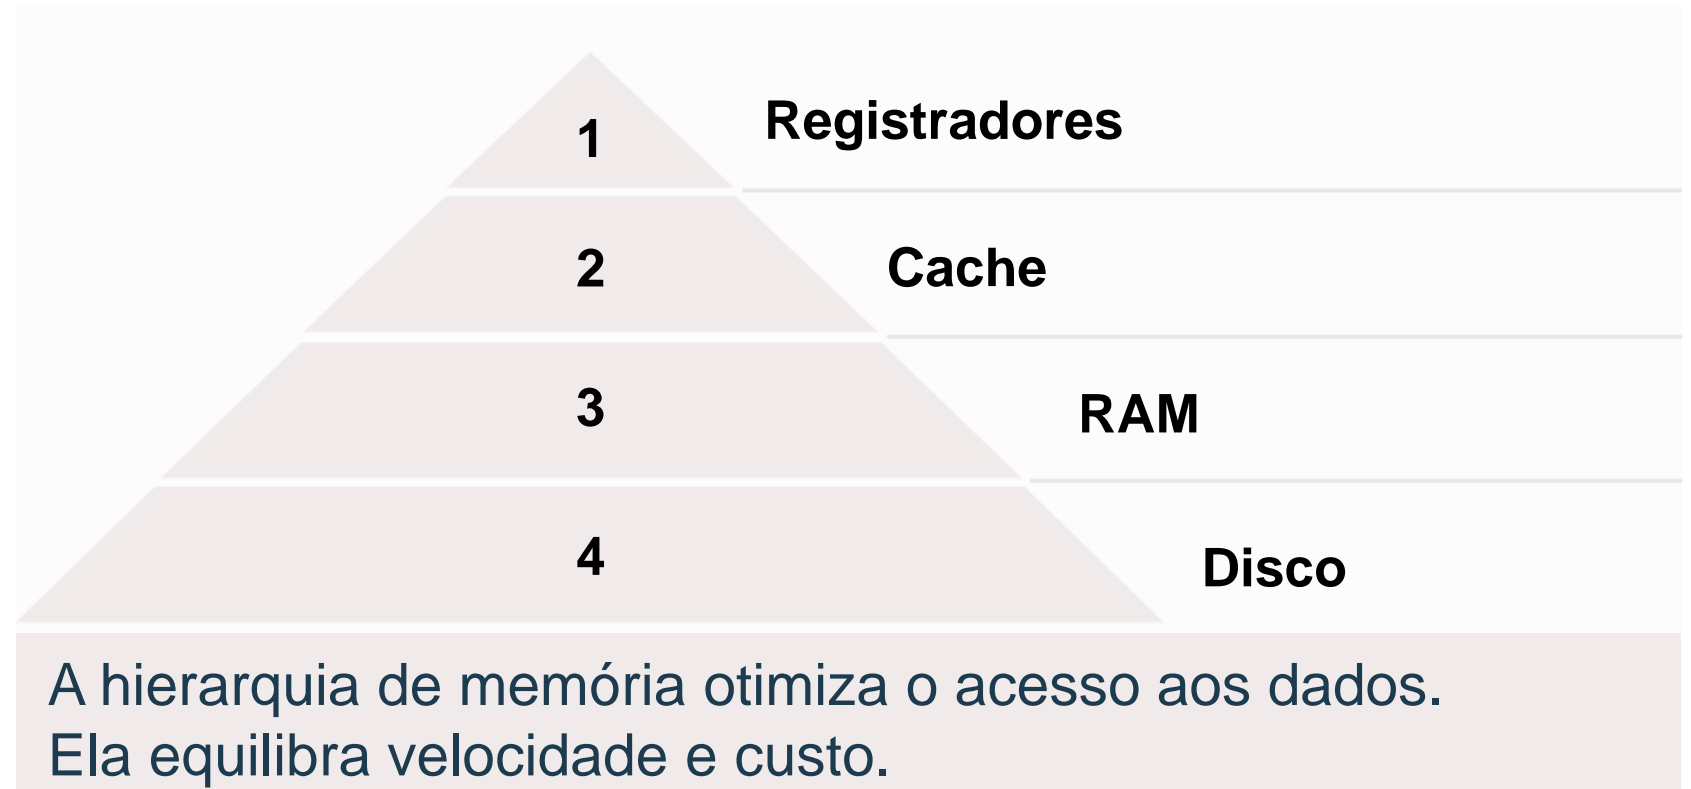 1
Registradores
2
Cache
3
RAM
4
Disco
A hierarquia de memória otimiza o acesso aos dados.
Ela equilibra velocidade e custo.